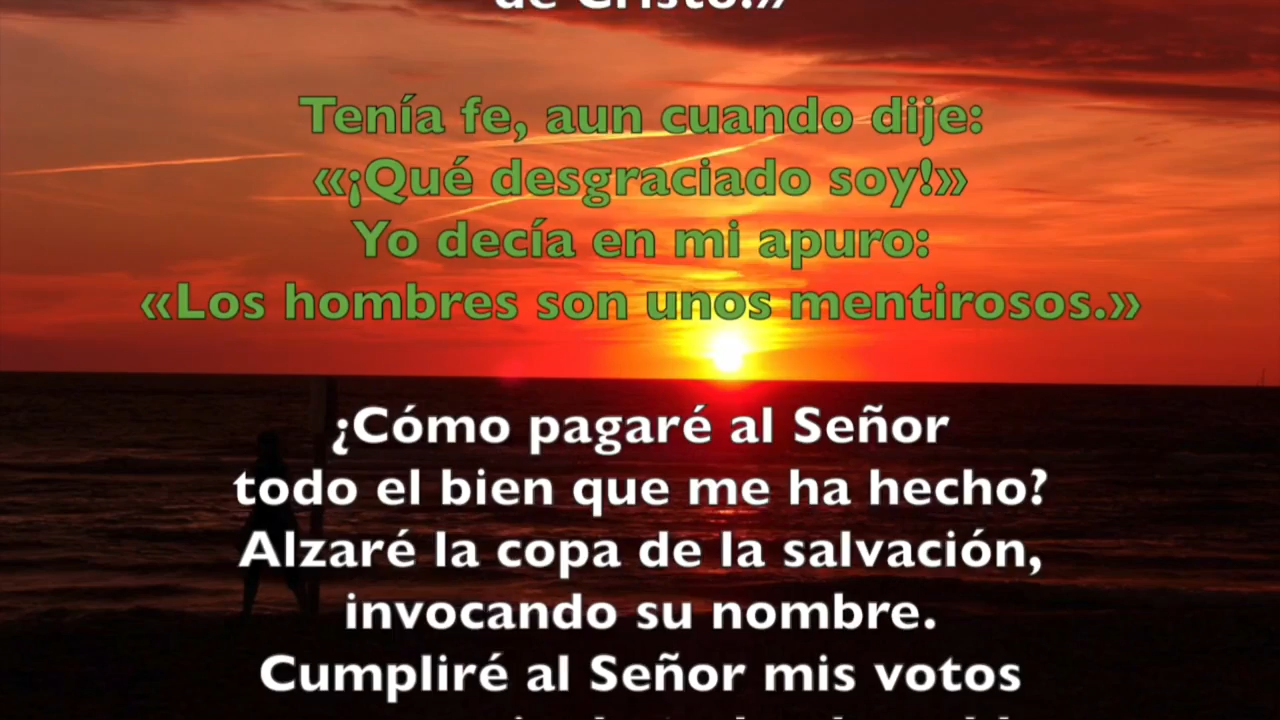 de Cristo.»
Tenía fe, aun cuando dije:
«¡Qué desgraciado soy!»
Yo decía en mi apuro:
«Los hombres son unos mentirosos.»
¿Cómo pagaré al Señor
todo el bien que me ha hecho?
Alzaré la copa de la salvación,
invocando su nombre.
Cumpliré al Señor mis votos